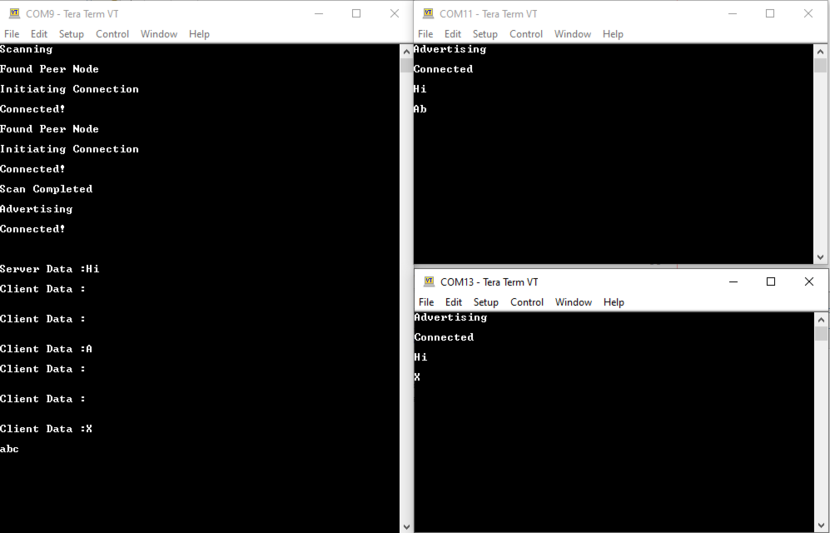 COM9 - Tera Term VT
File Edit Setup Control Window Help
Scanning
Found Peer Node
Initiating Connection
Connected!
Found Peer Node
Initiating Connection
Connected!
Scan Completed
Advertising
Connected!
Server Data :Hi
Client Data :
Client Data :
Client Data :A
Client Data :
Client Data :
Client Data :X
abc
COM11 - Tera Term VT
File Edit Setup Control Window Help
Advertising
Connected
Hi
Ab
COM13 - Tera Term VT
File Edit Setup Control Window Help
Advertising
Connected
Hi
X